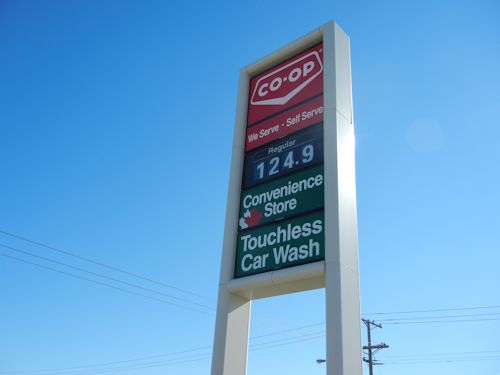 CO-OP
We Serve - Self Serve
Regular
124.9
Convenience
Store
Touchless
Car Wash